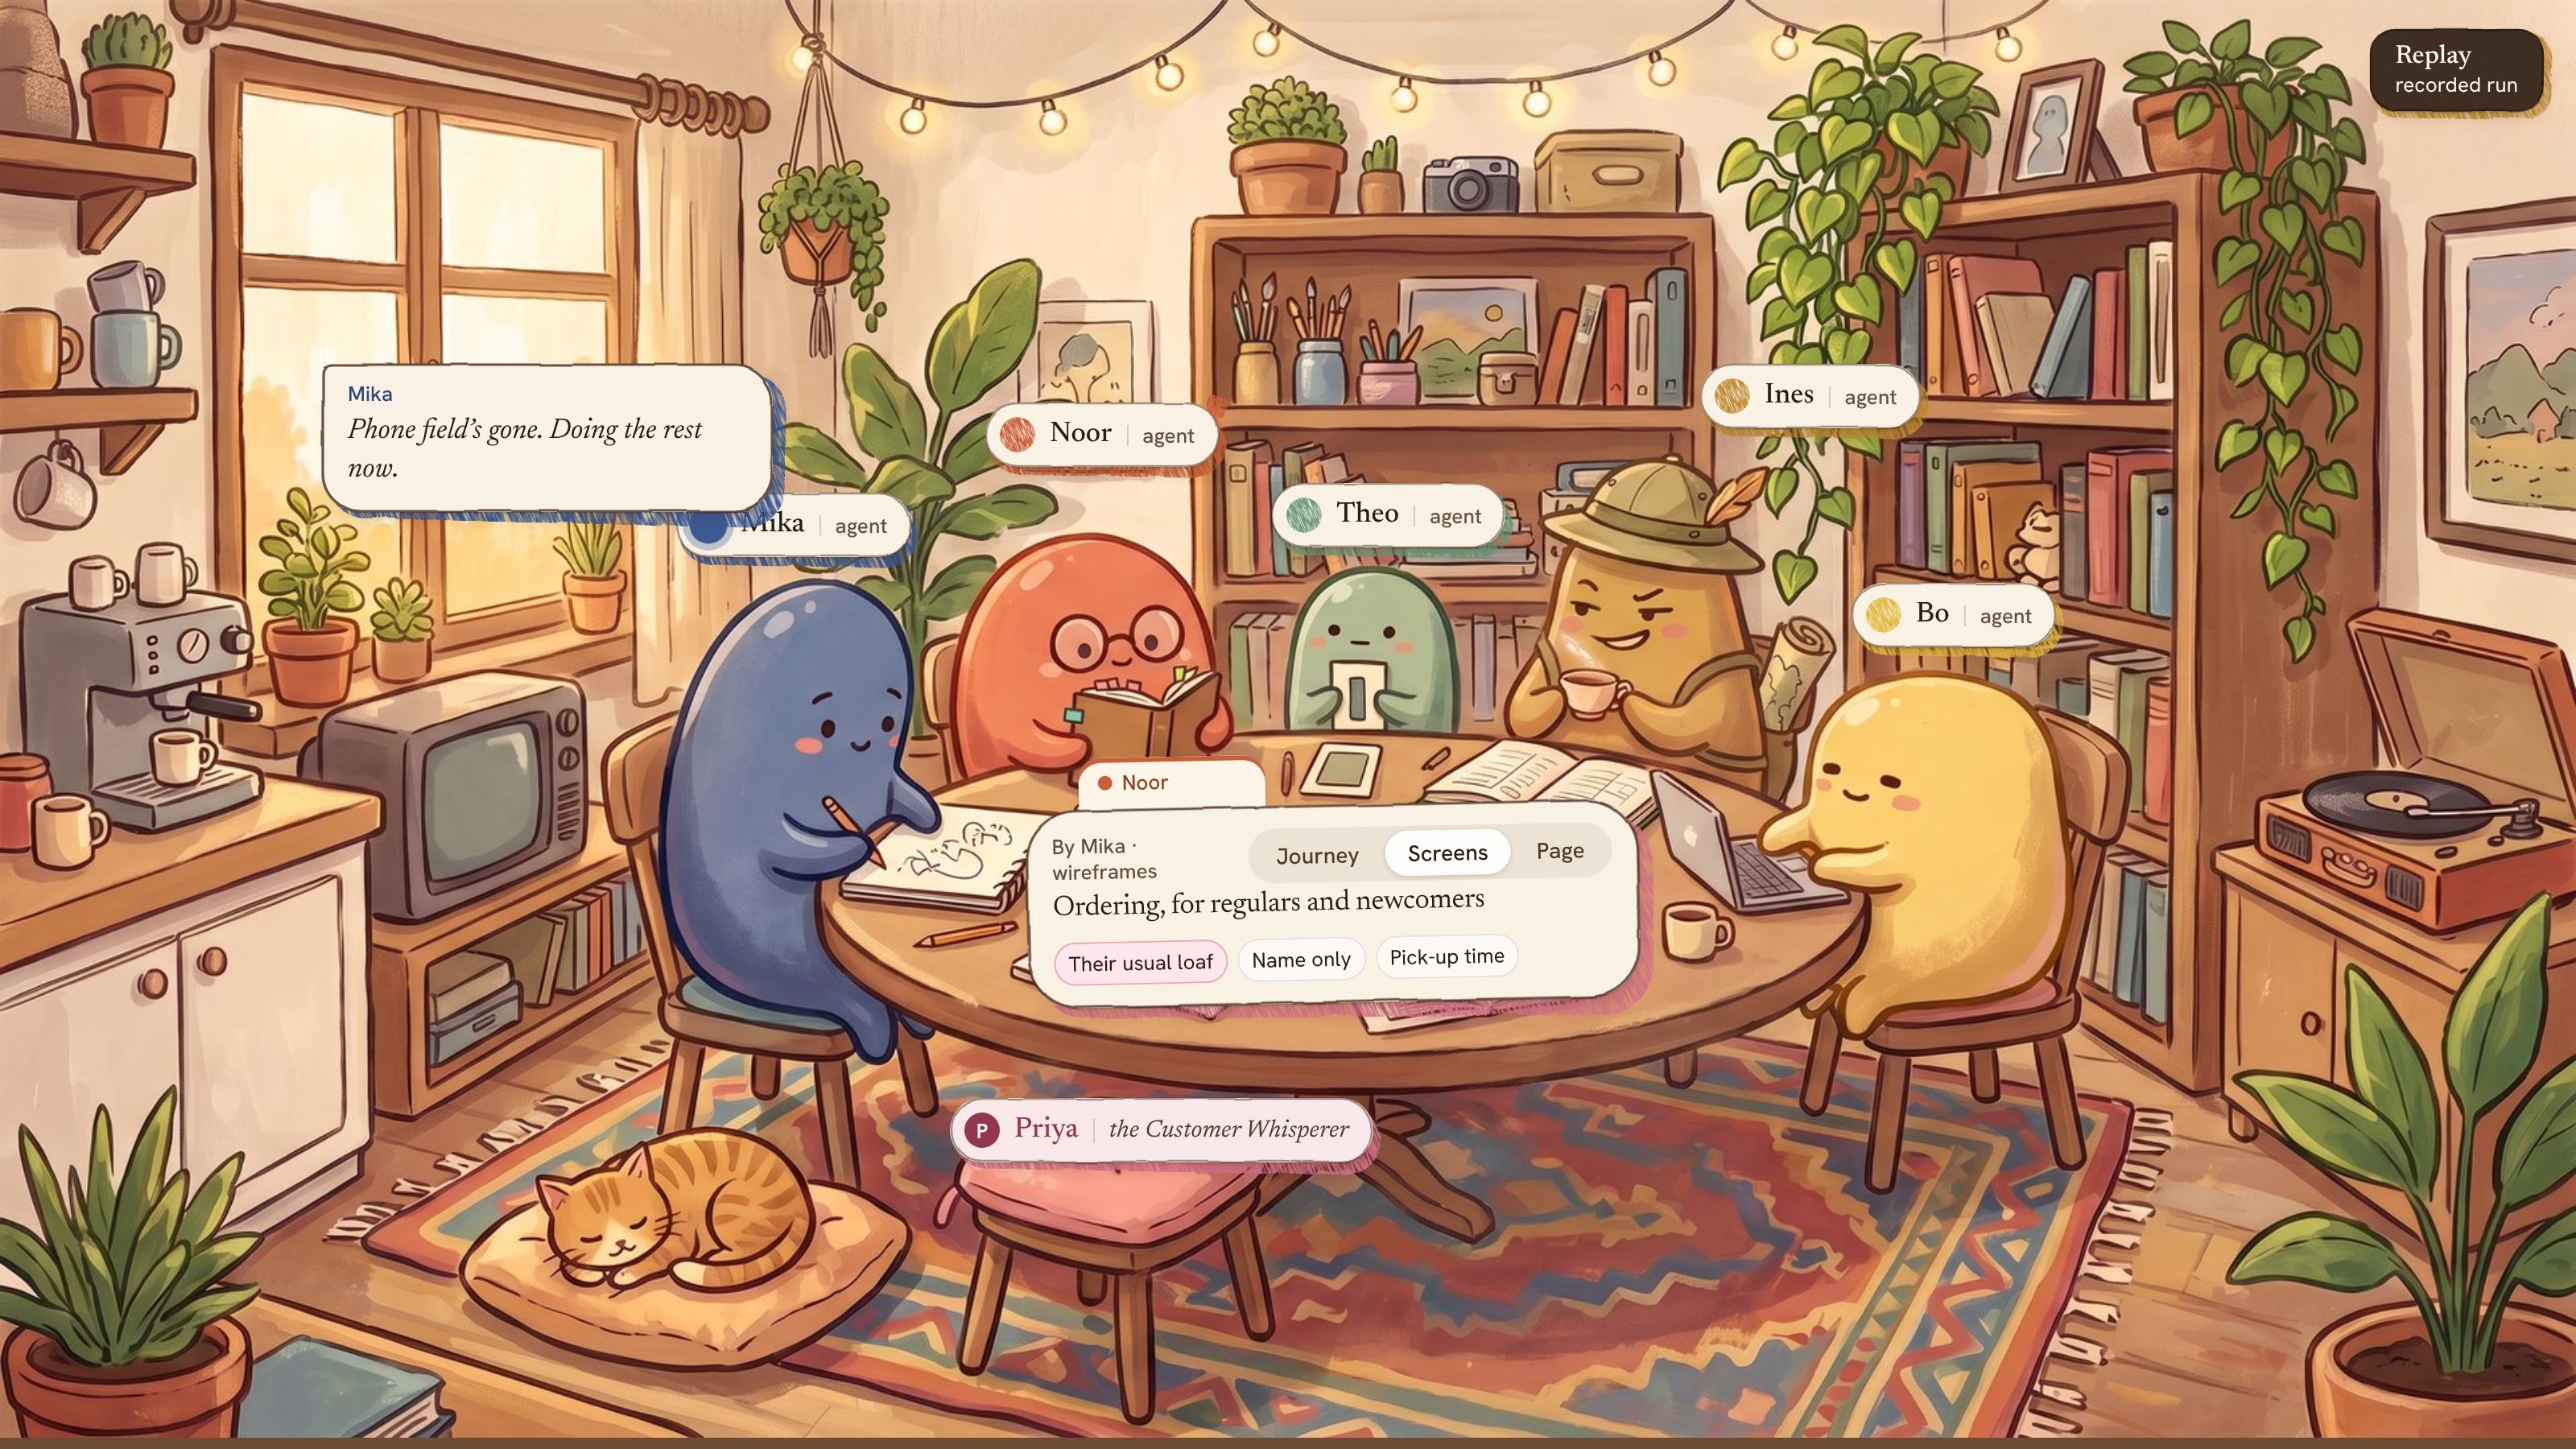 Replay
recorded run
Mika
Phone field’s gone. Doing the rest
now.
Mika | agent
Noor | agent
Theo | agent
Ines | agent
Bo | agent
Noor
By Mika ·
wireframes
Journey
Screens
Page
Ordering, for regulars and newcomers
Their usual loaf
Name only
Pick-up time
P
Priya | the Customer Whisperer